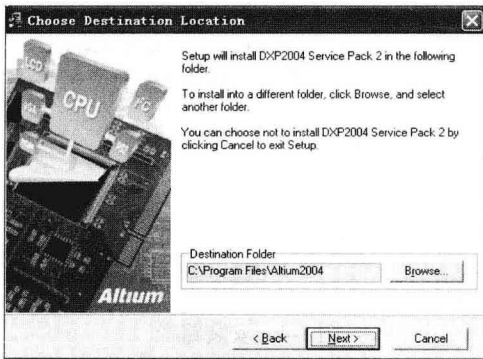 Choose Destination Location
Setup will install DXP2004 Service Pack 2 in the following
folder.
To install into a different folder, click Browse, and select
another folder.
You can choose not to install DXP2004 Service Pack 2 by
clicking Cancel to exit Setup.
LCD
CPU
Destination Folder
C:\Program Files\Altium2004
Browse...
Altium
< Back
Next >
Cancel